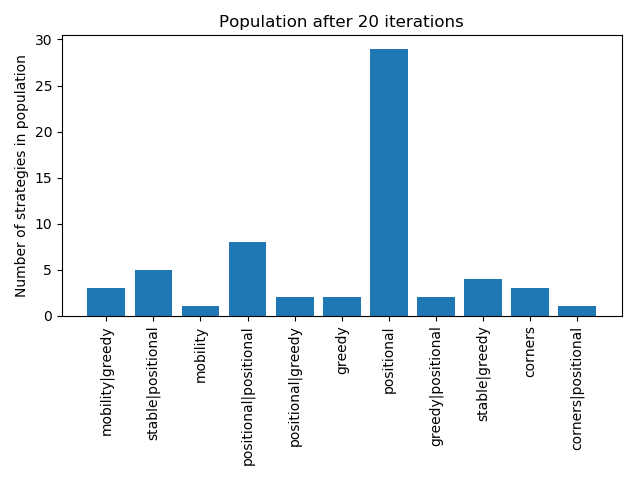 Population after 20 iterations
Number of strategies in population
30
25
20
15
10
5
0
mobility|greedy
stable|positional
mobility
positional|positional
positional|greedy
greedy
positional
greedy|positional
stable|greedy
corners
corners|positional